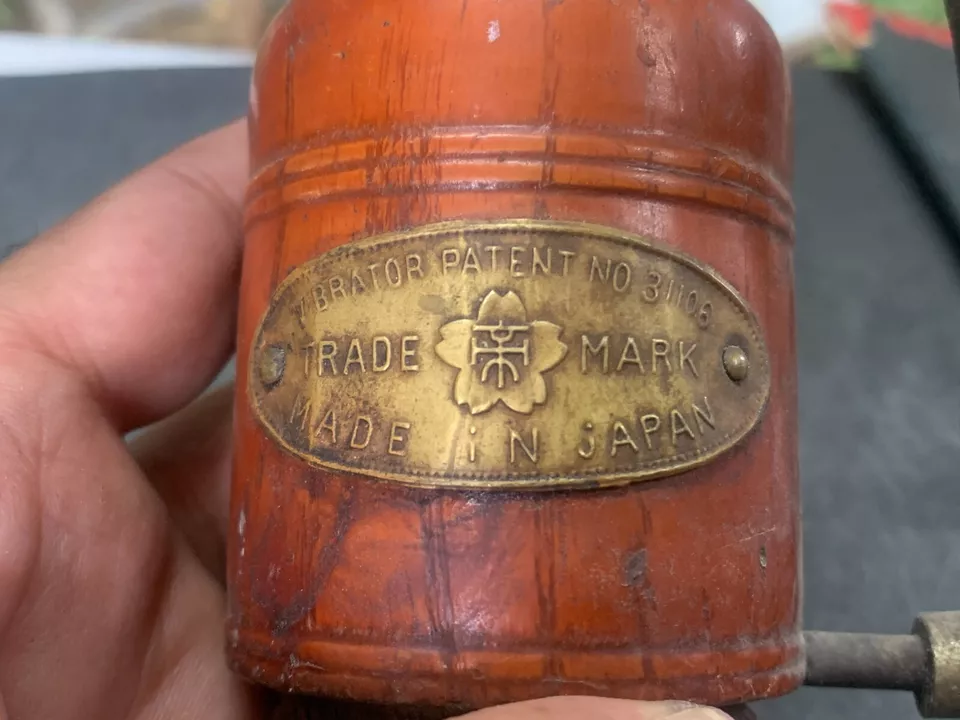 VIBRATOR PATENT NO 31106
TRADE MARK
MADE iN jAPAN